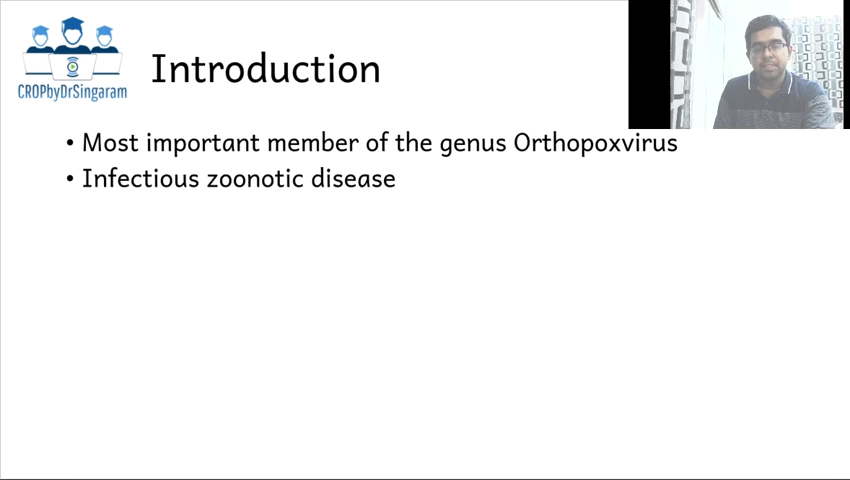 CROPbyDrSingaram
Introduction
• Most important member of the genus Orthopoxvirus
• Infectious zoonotic disease